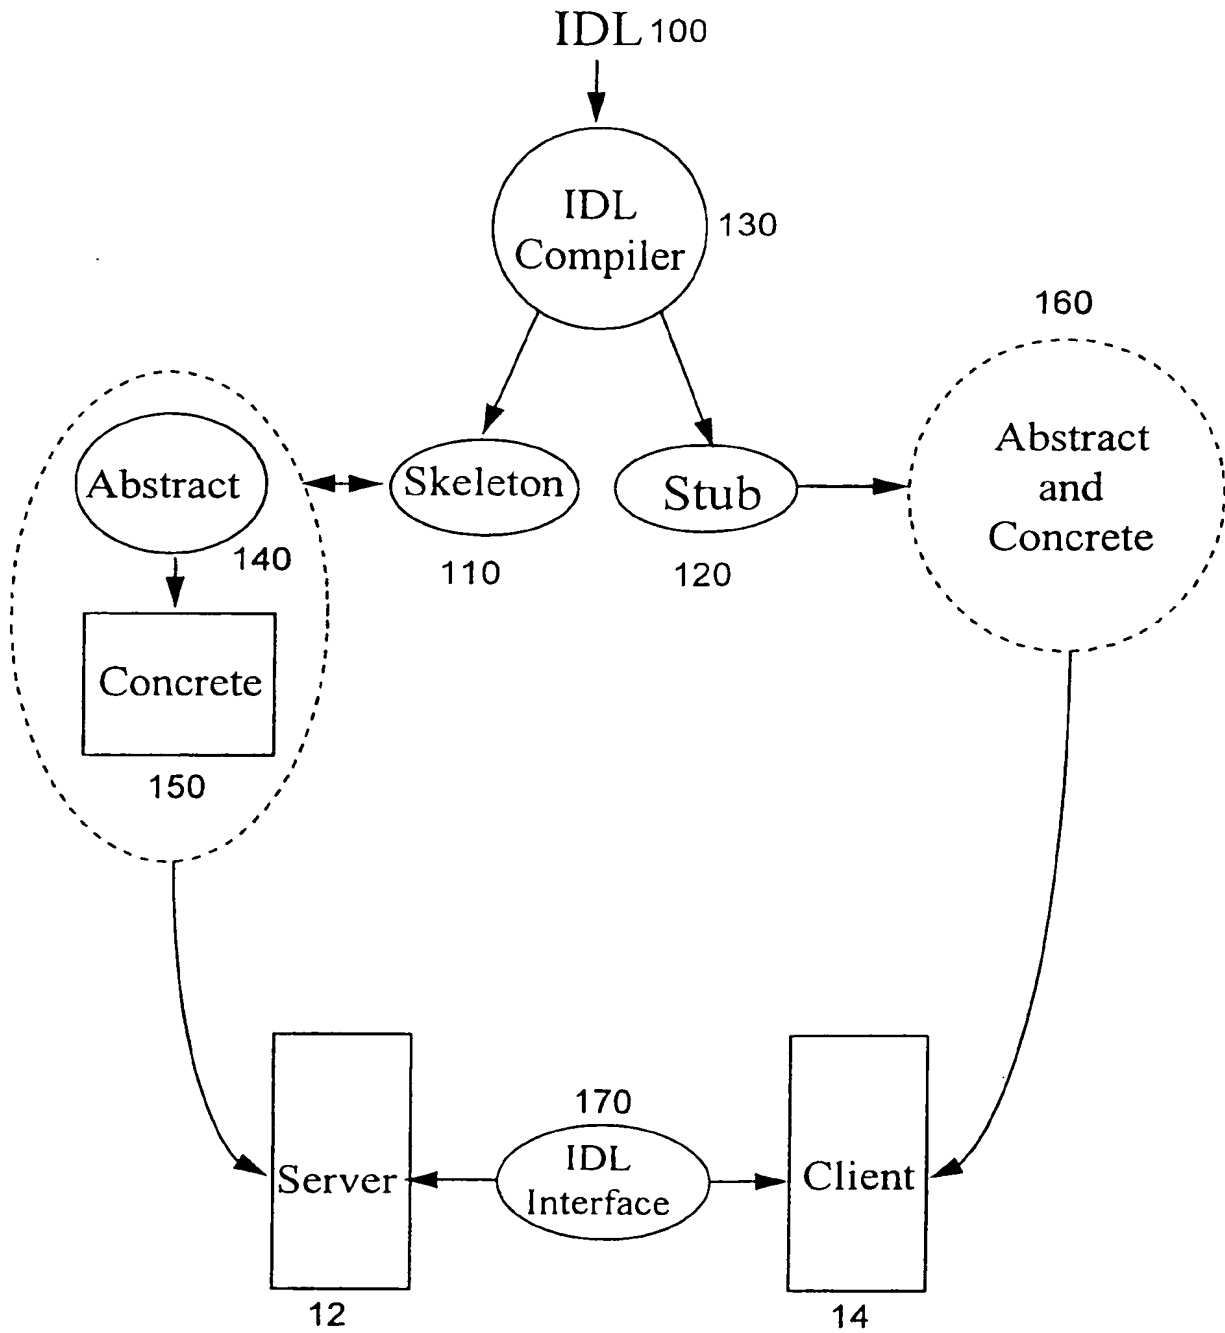 IDL 100
IDL
Compiler
130
160
Abstract
and
Concrete
Abstract
140
Skeleton
110
Stub
120
Concrete
150
170
IDL
Interface
Server
12
Client
14